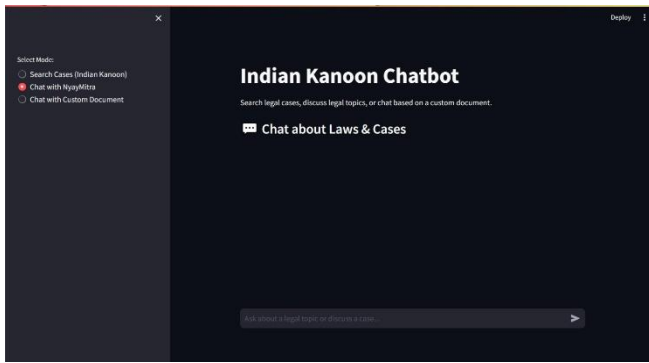 Deploy
Select Mode:
Search Cases (Indian Kanoon)
Chat with NyayMitra
Chat with Custom Document
Indian Kanoon Chatbot
Search legal cases, discuss legal topics, or chat based on a custom document.
Chat about Laws & Cases
Ask about a legal topic or discuss a case...